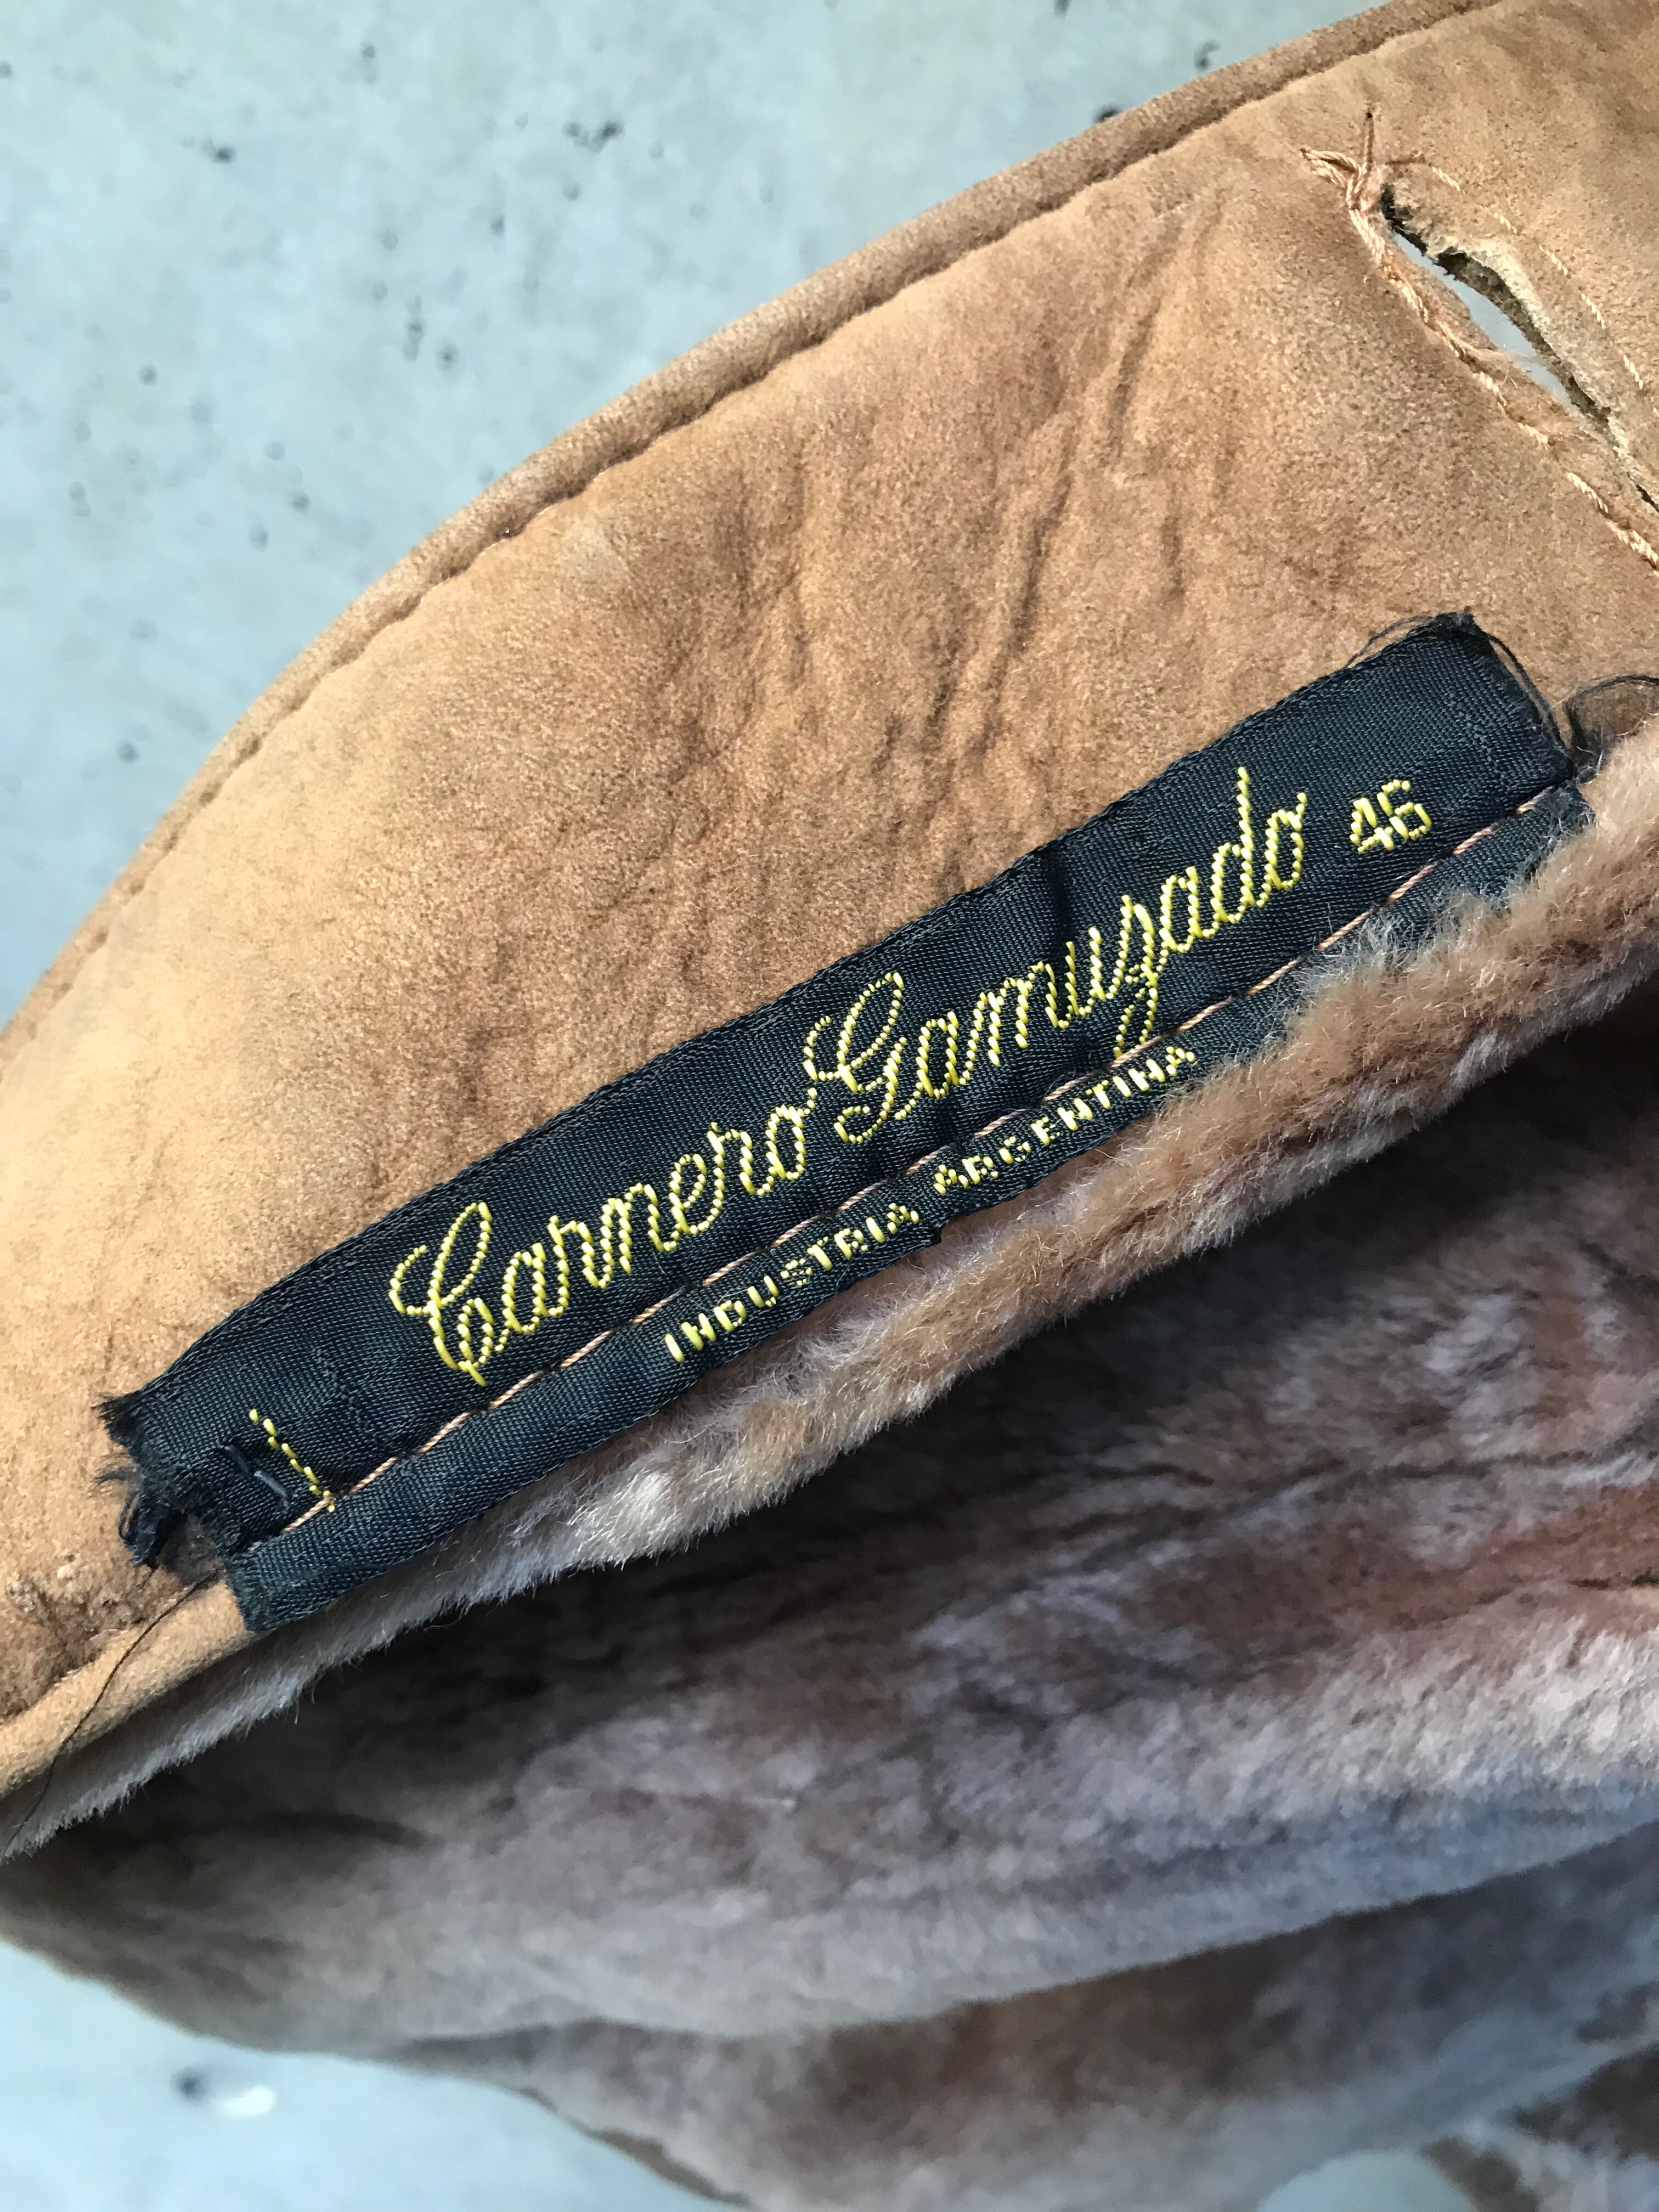 Carnero Gamuzado 46
INDUSTRIA ARGENTINA